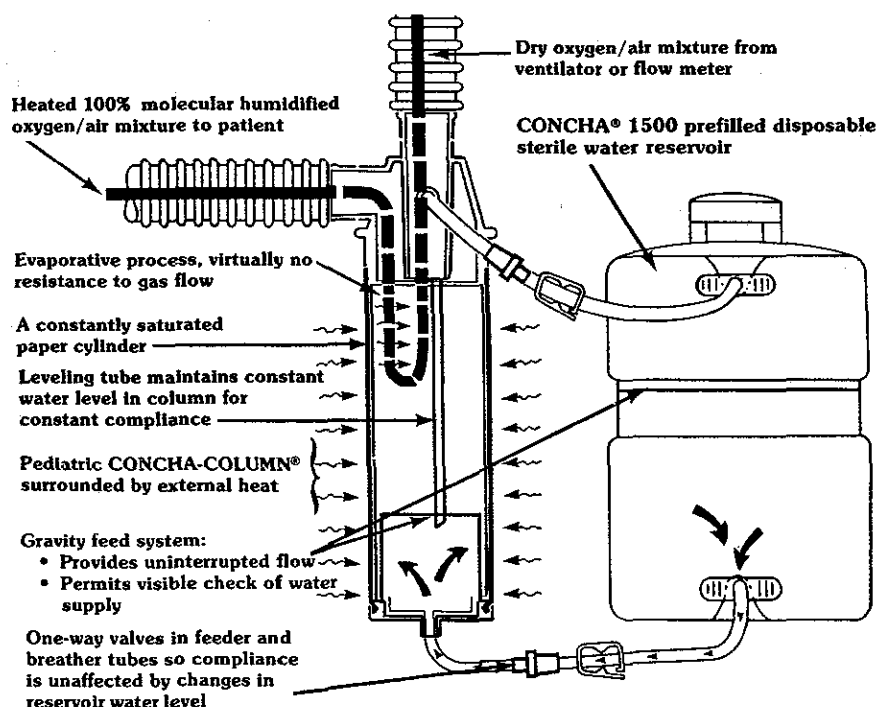 Dry oxygen/air mixture from
ventilator or flow meter
Heated 100% molecular humidified
oxygen/air mixture to patient
CONCHA® 1500 prefilled disposable
sterile water reservoir
Evaporative process, virtually no
resistance to gas flow
A constantly saturated
paper cylinder
Leveling tube maintains constant
water level in column for
constant compliance
Pediatric CONCHA-COLUMN®
surrounded by external heat
Gravity feed system:
• Provides uninterrupted flow
• Permits visible check of water
supply
One-way valves in feeder and
breather tubes so compliance
is unaffected by changes in
reservoir water level